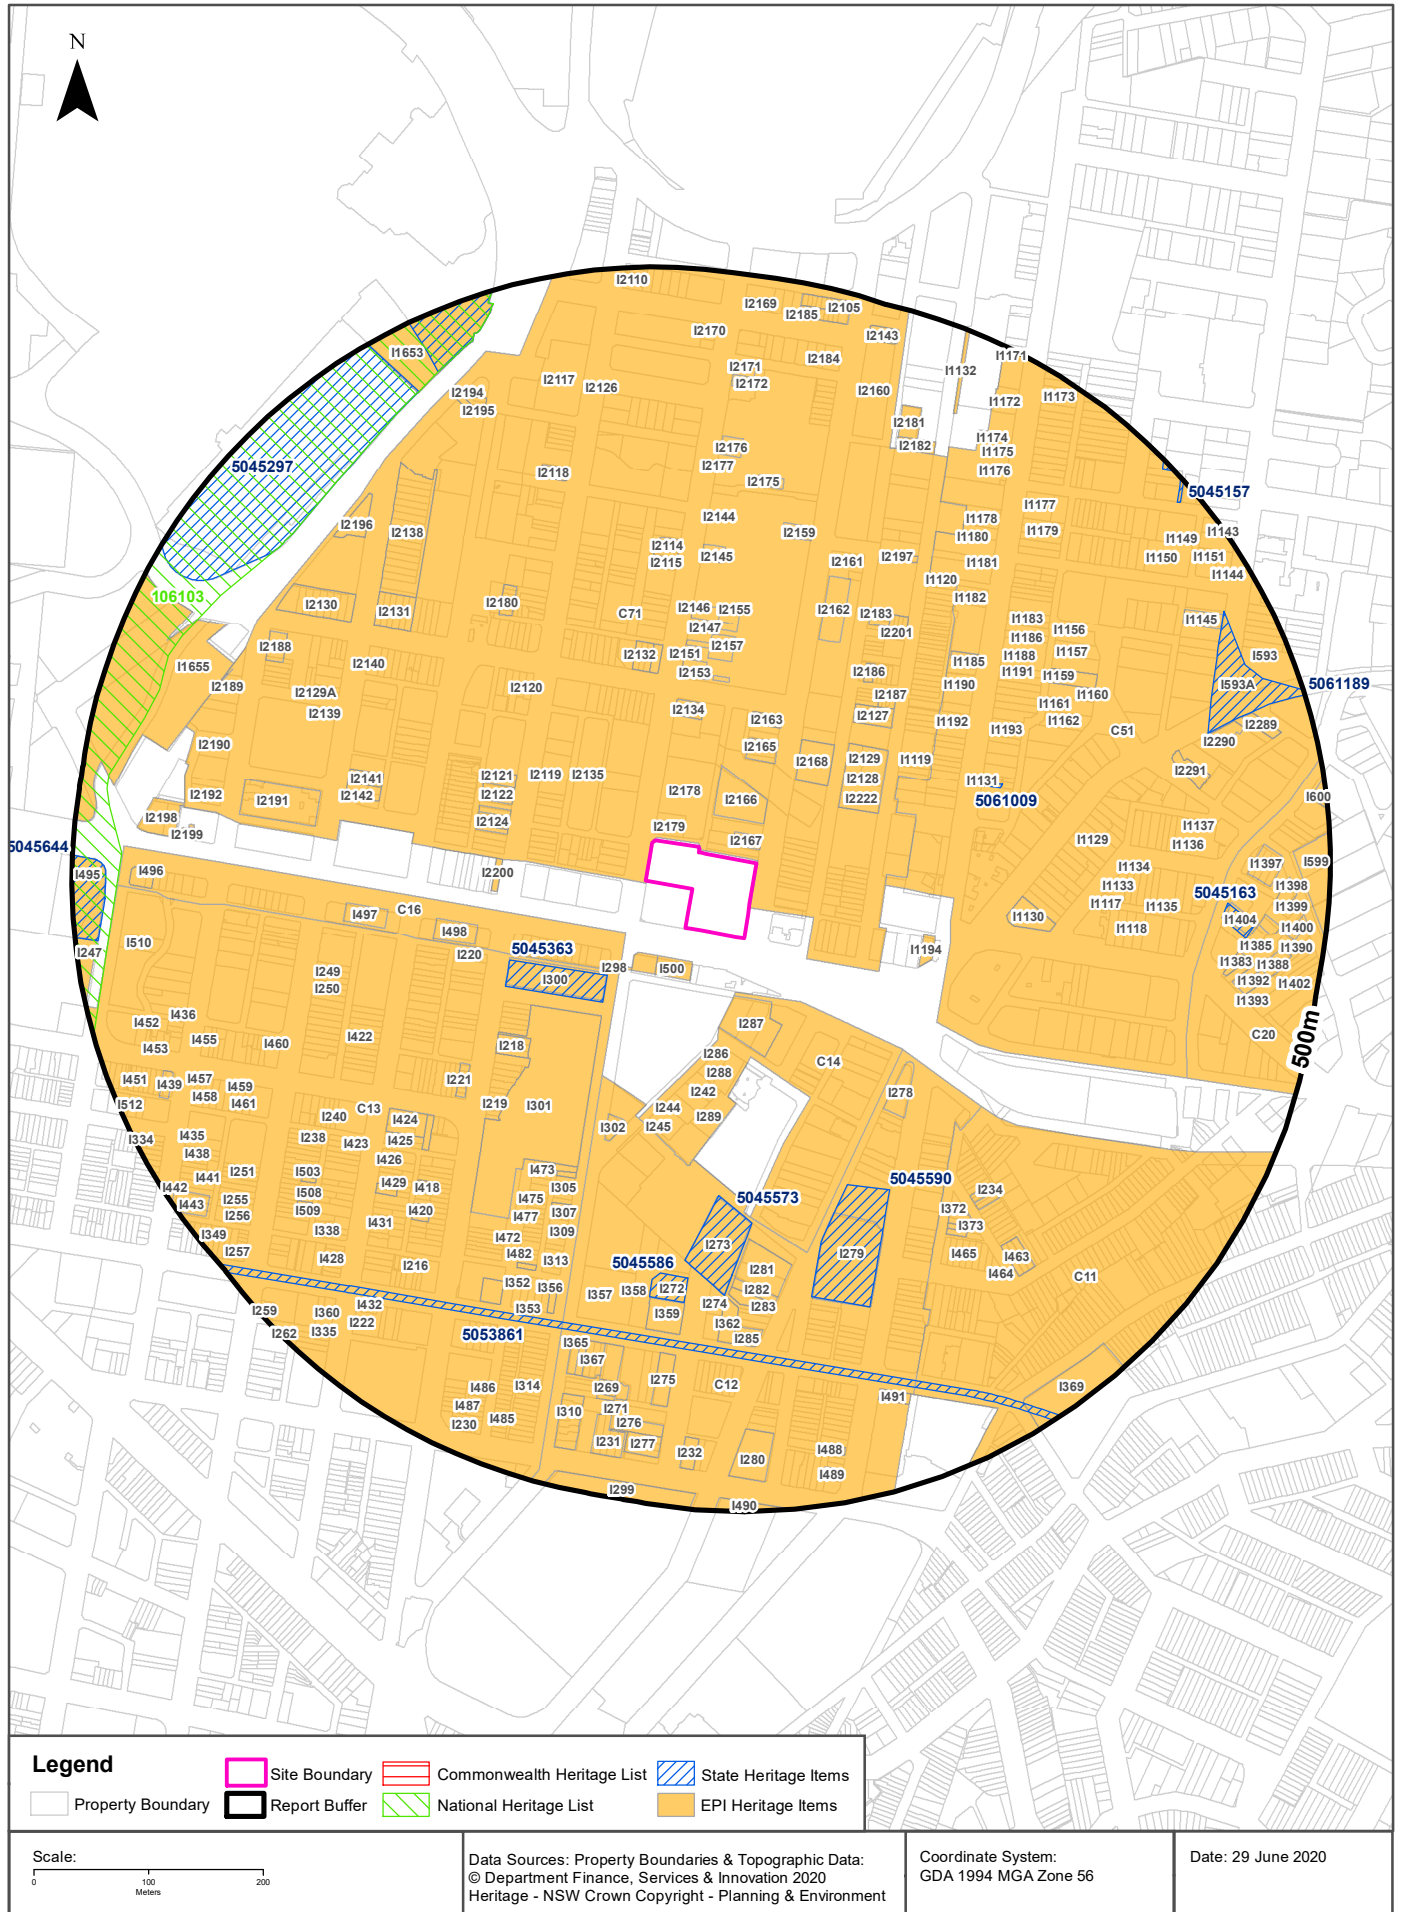 N
I2110
I2169
I2105
I2185
I2170
I2143
I1653
I2184
I1171
I2171
I1132
I2117
I2172
I2126
I2160
I2194
I1173
I1172
I2195
I2181
I1174
I2182
I2176
I1175
5045297
I2177
I1176
I2118
I2175
5045157
I1177
I2144
I1178
I2196
I2138
I2159
I1179
I1143
I1180
I1149
I2114
I2145
I2197
I1150
I1151
I2115
I2161
I1181
I1144
I1120
106103
I2130
I2180
I1182
I2131
C71
I2146
I2155
I2162
I2183
I1183
I1145
I2147
I2201
I1156
I1186
I2188
I2157
I2132
I2151
I1188
I1157
I593
I2140
I1185
I1655
I2153
I2186
I1191
I1159
5061189
I2189
I2120
I1190
I593A
I2129A
I2187
I1160
I1161
I2139
I2134
I2127
I2163
I1192
I1162
I2289
I1193
C51
I2190
I2165
I2290
I2168
I2129
I1119
I2291
I2141
I2121
I2119
I2135
I2128
I1131
I2142
I2122
I2178
I2166
I2222
5061009
I600
I2192
I2191
I2198
I2124
I2179
I1137
I2199
I2167
I1129
I1136
5045644
I599
I1397
I495
I496
I2200
I1134
I1133
I1398
5045163
I497
C16
I1117
I1135
I1399
I1130
I1404
I1118
I1400
I498
I510
5045363
I1194
I1385
I1390
I247
I220
I1383
I1388
I249
I298
I500
I300
I1392
I1402
I250
I1393
I436
I452
I287
C20
500m
I422
I455
I460
I218
I453
I286
C14
I288
I451
I439
I457
I459
I221
I242
I278
I458
I512
I461
I219
I301
I244
C13
I240
I289
I424
I302
I245
I334
I435
I238
I423
I425
I438
I426
I251
I503
I473
I441
5045590
I442
I508
I429
I418
I305
I234
I443
I255
I475
5045573
I509
I420
I307
I372
I256
I477
I431
I373
I349
I338
I472
I309
I257
I482
I273
I279
I465
I463
I428
I216
I313
5045586
I281
I464
C11
I352
I356
I357
I358
I272
I282
I259
I432
I353
I274
I283
I360
I359
I222
I362
I262
I335
5053861
I285
I365
I367
I486
I314
I269
I275
C12
I369
I491
I487
I271
I310
I485
I276
I230
I231
I277
I232
I488
I280
I489
I299
I490
Legend
Site Boundary
Commonwealth Heritage List
State Heritage Items
Property Boundary
Report Buffer
National Heritage List
EPI Heritage Items
Scale:
0 100 200
Meters
Data Sources: Property Boundaries & Topographic Data:
© Department Finance, Services & Innovation 2020
Heritage - NSW Crown Copyright - Planning & Environment
Coordinate System:
GDA 1994 MGA Zone 56
Date: 29 June 2020